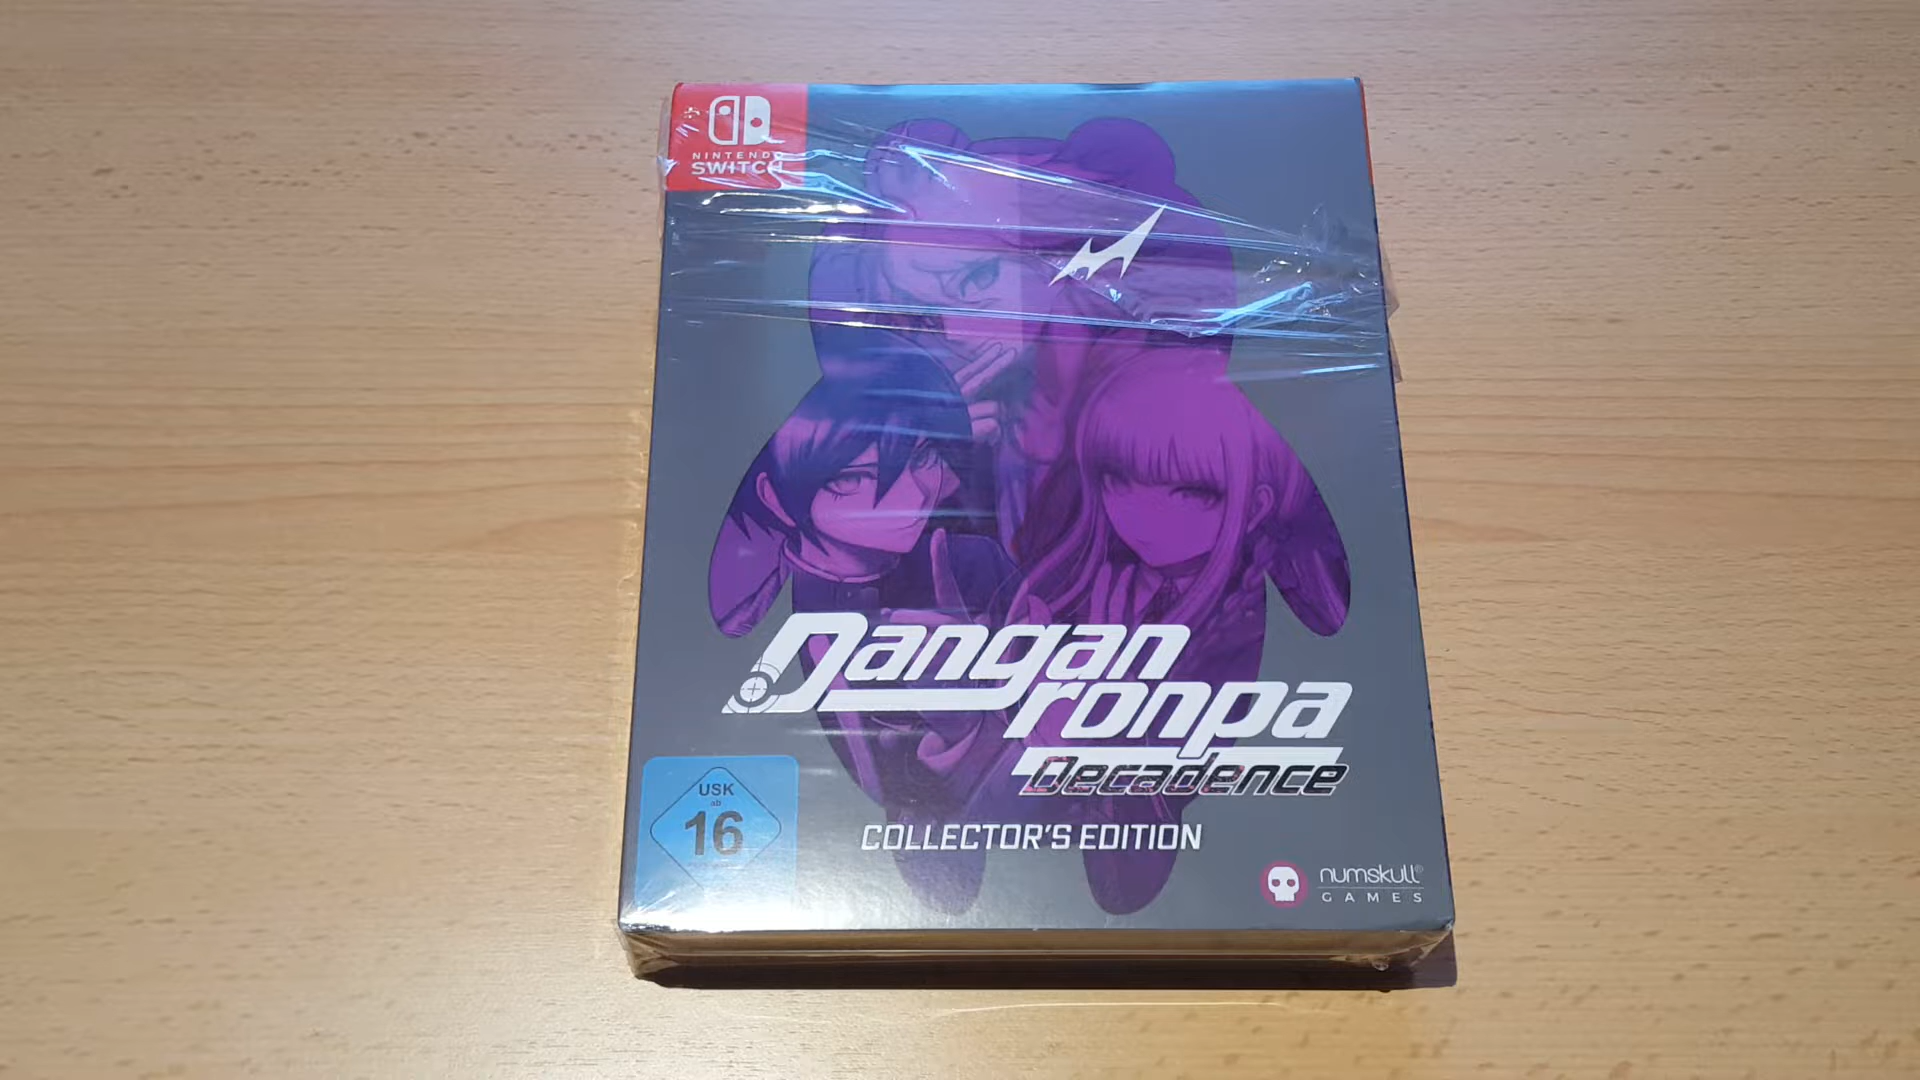 NINTENDO
SWITCH
Dangan
ronpa
Decadence
COLLECTOR'S EDITION
USK
ab
16
numskull®
GAMES